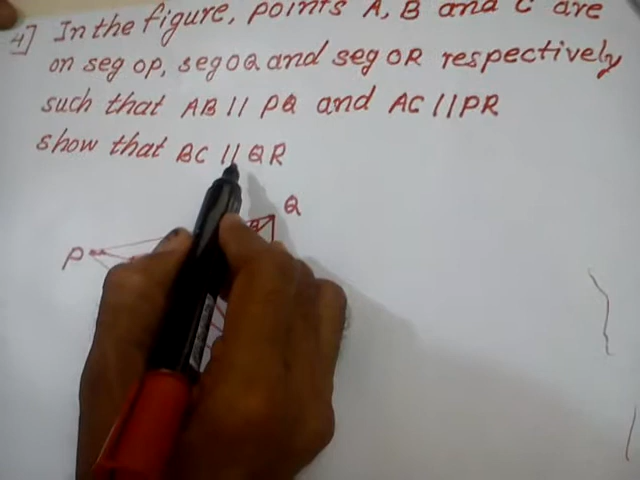 4] In the figure, points A, B and C are
on seg OP, seg OQ and seg OR respectively
such that AB // PQ and AC // PR
show that BC // QR
Q
P